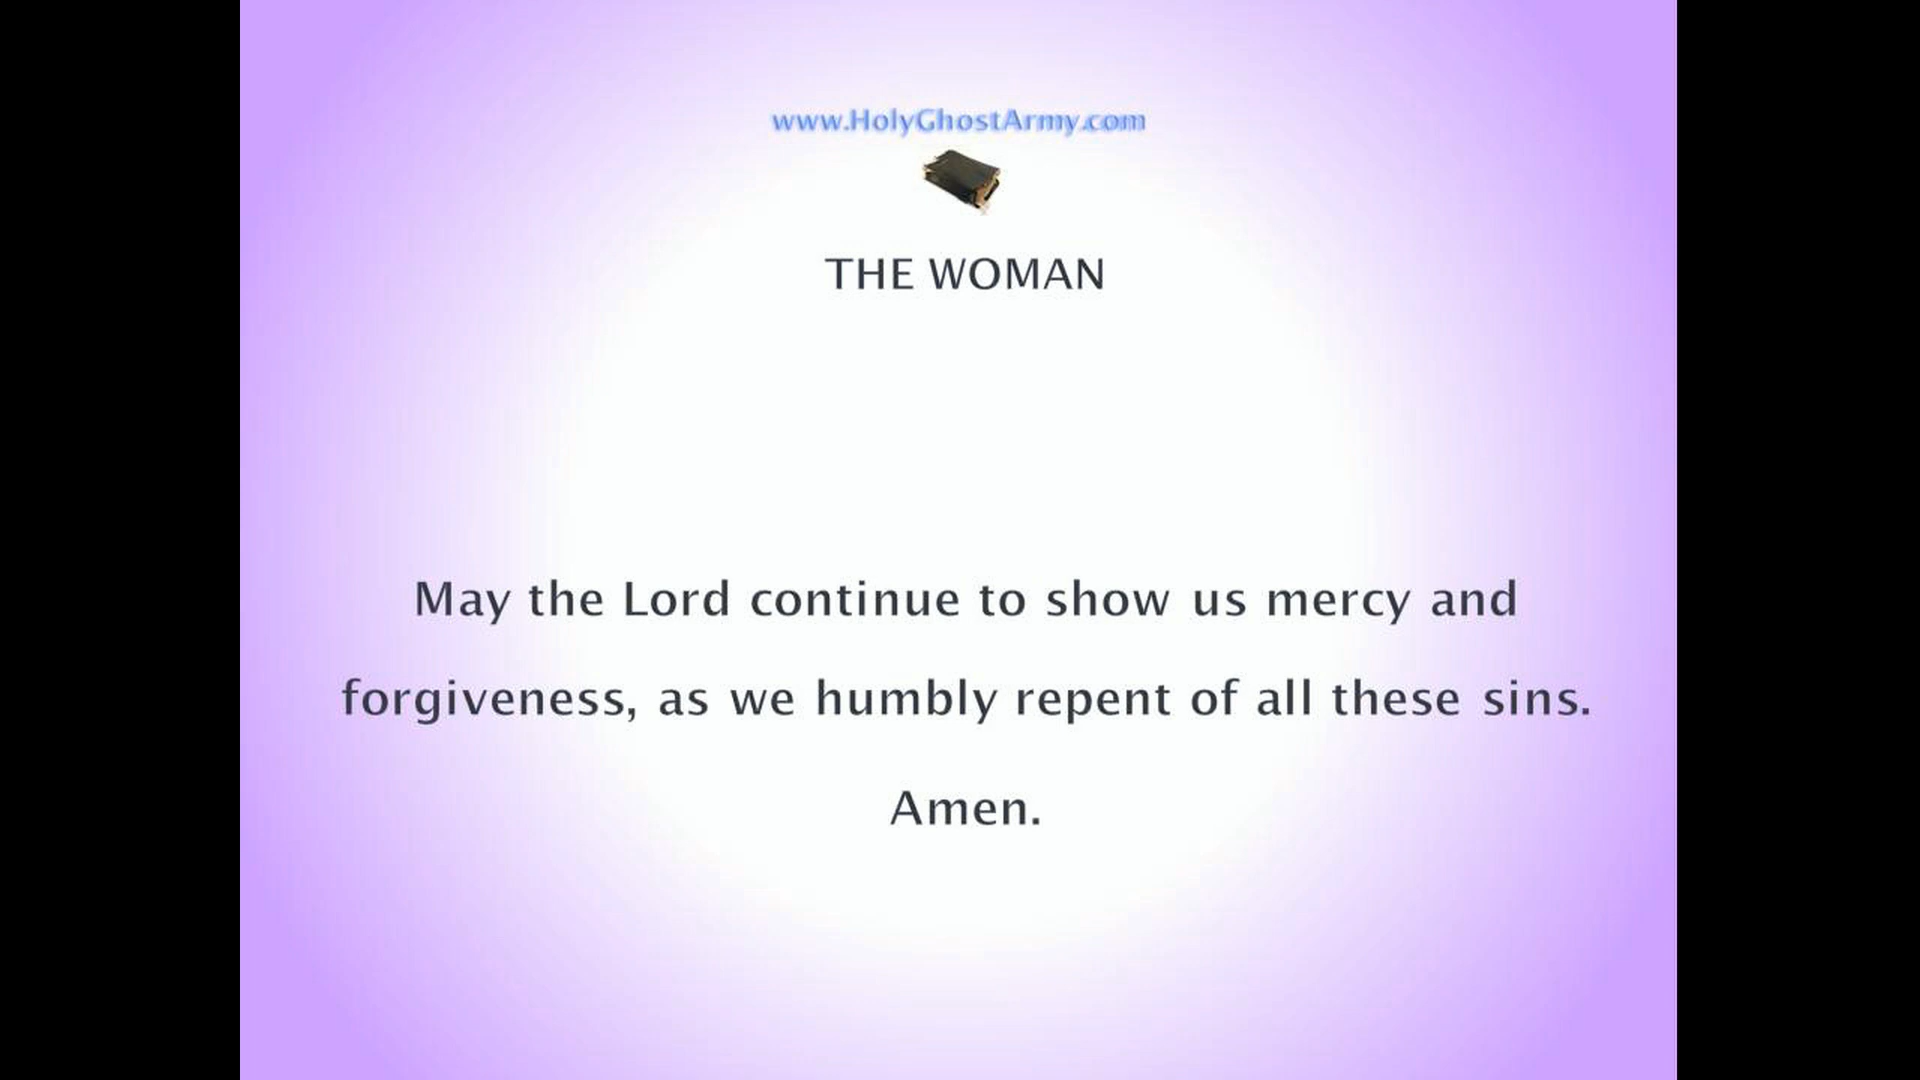 www.HolyGhostArmy.com
THE WOMAN
May the Lord continue to show us mercy and
forgiveness, as we humbly repent of all these sins.
Amen.